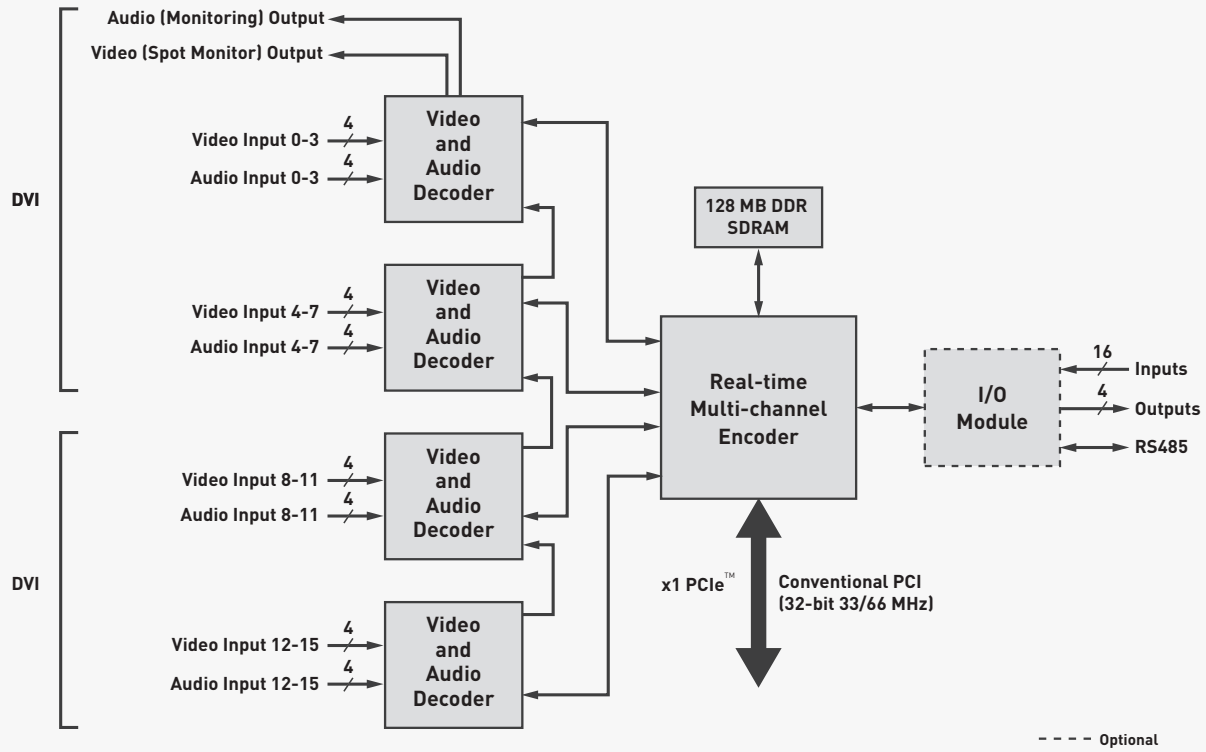 Audio (Monitoring) Output
Video (Spot Monitor) Output
DVI
4
Video Input 0-3
4
Audio Input 0-3
Video
and
Audio
Decoder
4
Video Input 4-7
4
Audio Input 4-7
Video
and
Audio
Decoder
DVI
4
Video Input 8-11
4
Audio Input 8-11
Video
and
Audio
Decoder
4
Video Input 12-15
4
Audio Input 12-15
Video
and
Audio
Decoder
128 MB DDR
SDRAM
Real-time
Multi-channel
Encoder
x1 PCIe™
Conventional PCI
(32-bit 33/66 MHz)
I/O
Module
16
Inputs
4
Outputs
RS485
Optional